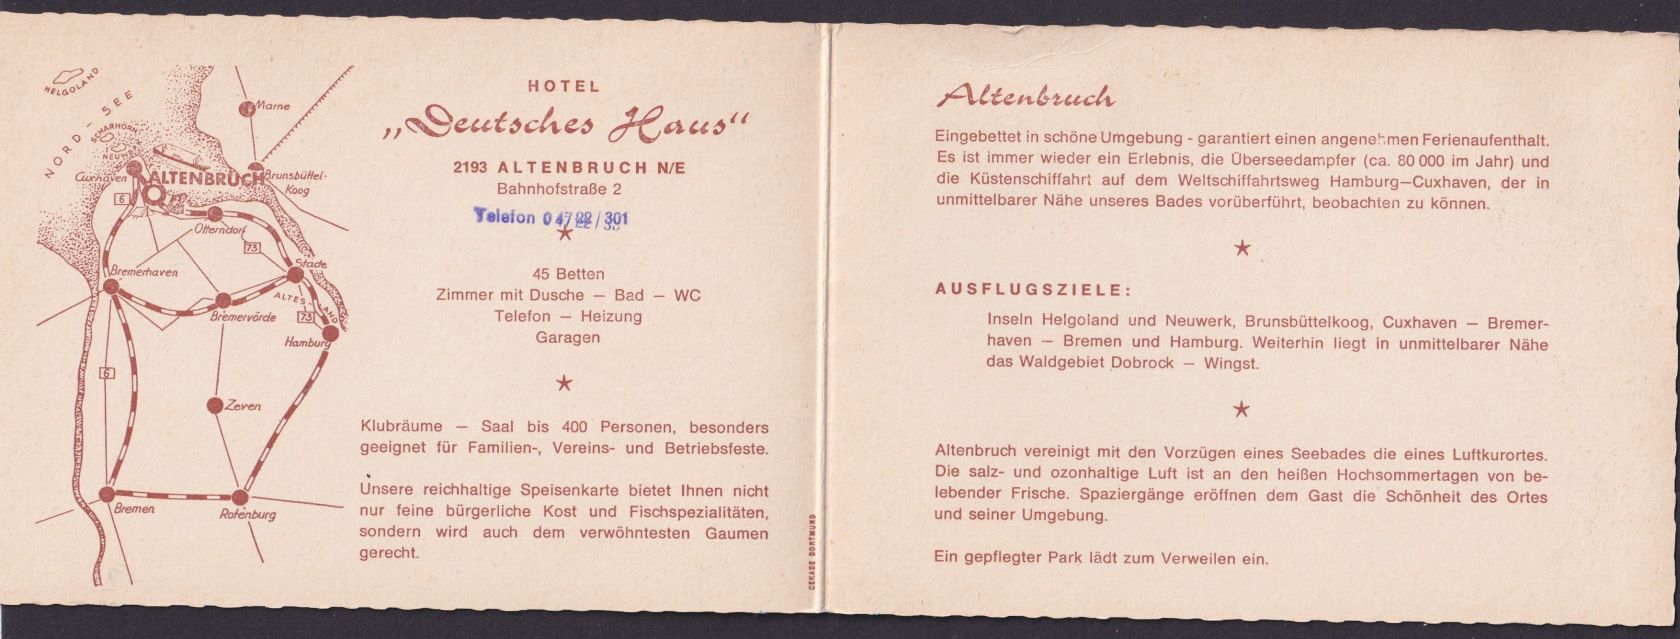 HELGOLAND
NORD-SEE
SCHARHÖRN
NEUW.
Marne
Cuxhaven
ALTENBRUCH
Brunsbüttel-
Koog
6
Otterndorf
73
Stade
Bremerhaven
ALTES-LAND
Bremervörde
73
Hamburg
6
Zeven
Bremen
Rotenburg
HOTEL
„Deutsches Haus“
2193 ALTENBRUCH N/E
Bahnhofstraße 2
Telefon
45 Betten
Zimmer mit Dusche – Bad – WC
Telefon – Heizung
Garagen
Klubräume – Saal bis 400 Personen, besonders
geeignet für Familien-, Vereins- und Betriebsfeste.
Unsere reichhaltige Speisenkarte bietet Ihnen nicht
nur feine bürgerliche Kost und Fischspezialitäten,
sondern wird auch dem verwöhntesten Gaumen
gerecht.
CEKADE DORTMUND
Altenbruch
Eingebettet in schöne Umgebung - garantiert einen angenehmen Ferienaufenthalt.
Es ist immer wieder ein Erlebnis, die Überseedampfer (ca. 80 000 im Jahr) und
die Küstenschiffahrt auf dem Weltschiffahrtsweg Hamburg–Cuxhaven, der in
unmittelbarer Nähe unseres Bades vorüberführt, beobachten zu können.
AUSFLUGSZIELE:
Inseln Helgoland und Neuwerk, Brunsbüttelkoog, Cuxhaven – Bremer-
haven – Bremen und Hamburg. Weiterhin liegt in unmittelbarer Nähe
das Waldgebiet Dobrock – Wingst.
Altenbruch vereinigt mit den Vorzügen eines Seebades die eines Luftkurortes.
Die salz- und ozonhaltige Luft ist an den heißen Hochsommertagen von be-
lebender Frische. Spaziergänge eröffnen dem Gast die Schönheit des Ortes
und seiner Umgebung.
Ein gepflegter Park lädt zum Verweilen ein.